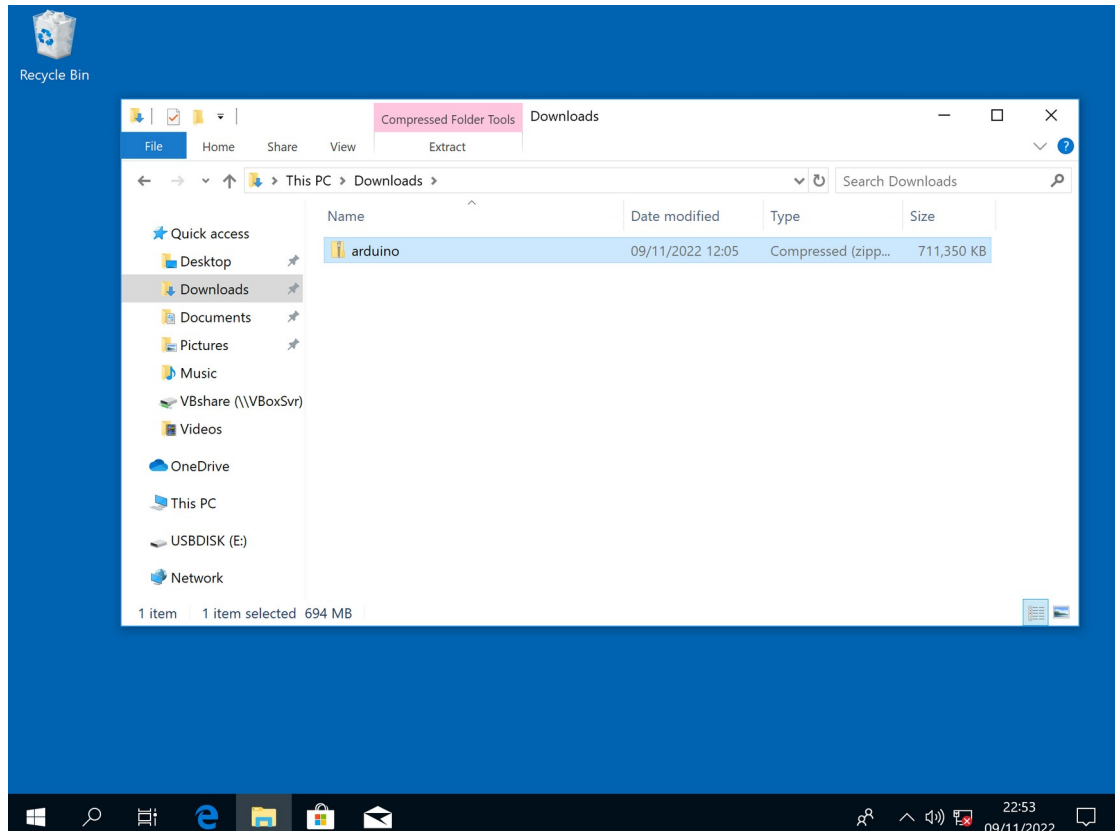 Recycle Bin
Compressed Folder Tools
Downloads
File
Home
Share
View
Extract
This PC
Downloads
Search Downloads
Name
Date modified
Type
Size
Quick access
Desktop
Downloads
Documents
Pictures
Music
VBshare (\\VBoxSvr)
Videos
OneDrive
This PC
USBDISK (E:)
Network
arduino
09/11/2022 12:05
Compressed (zipp...
711,350 KB
1 item
1 item selected 694 MB
22:53
09/11/2022